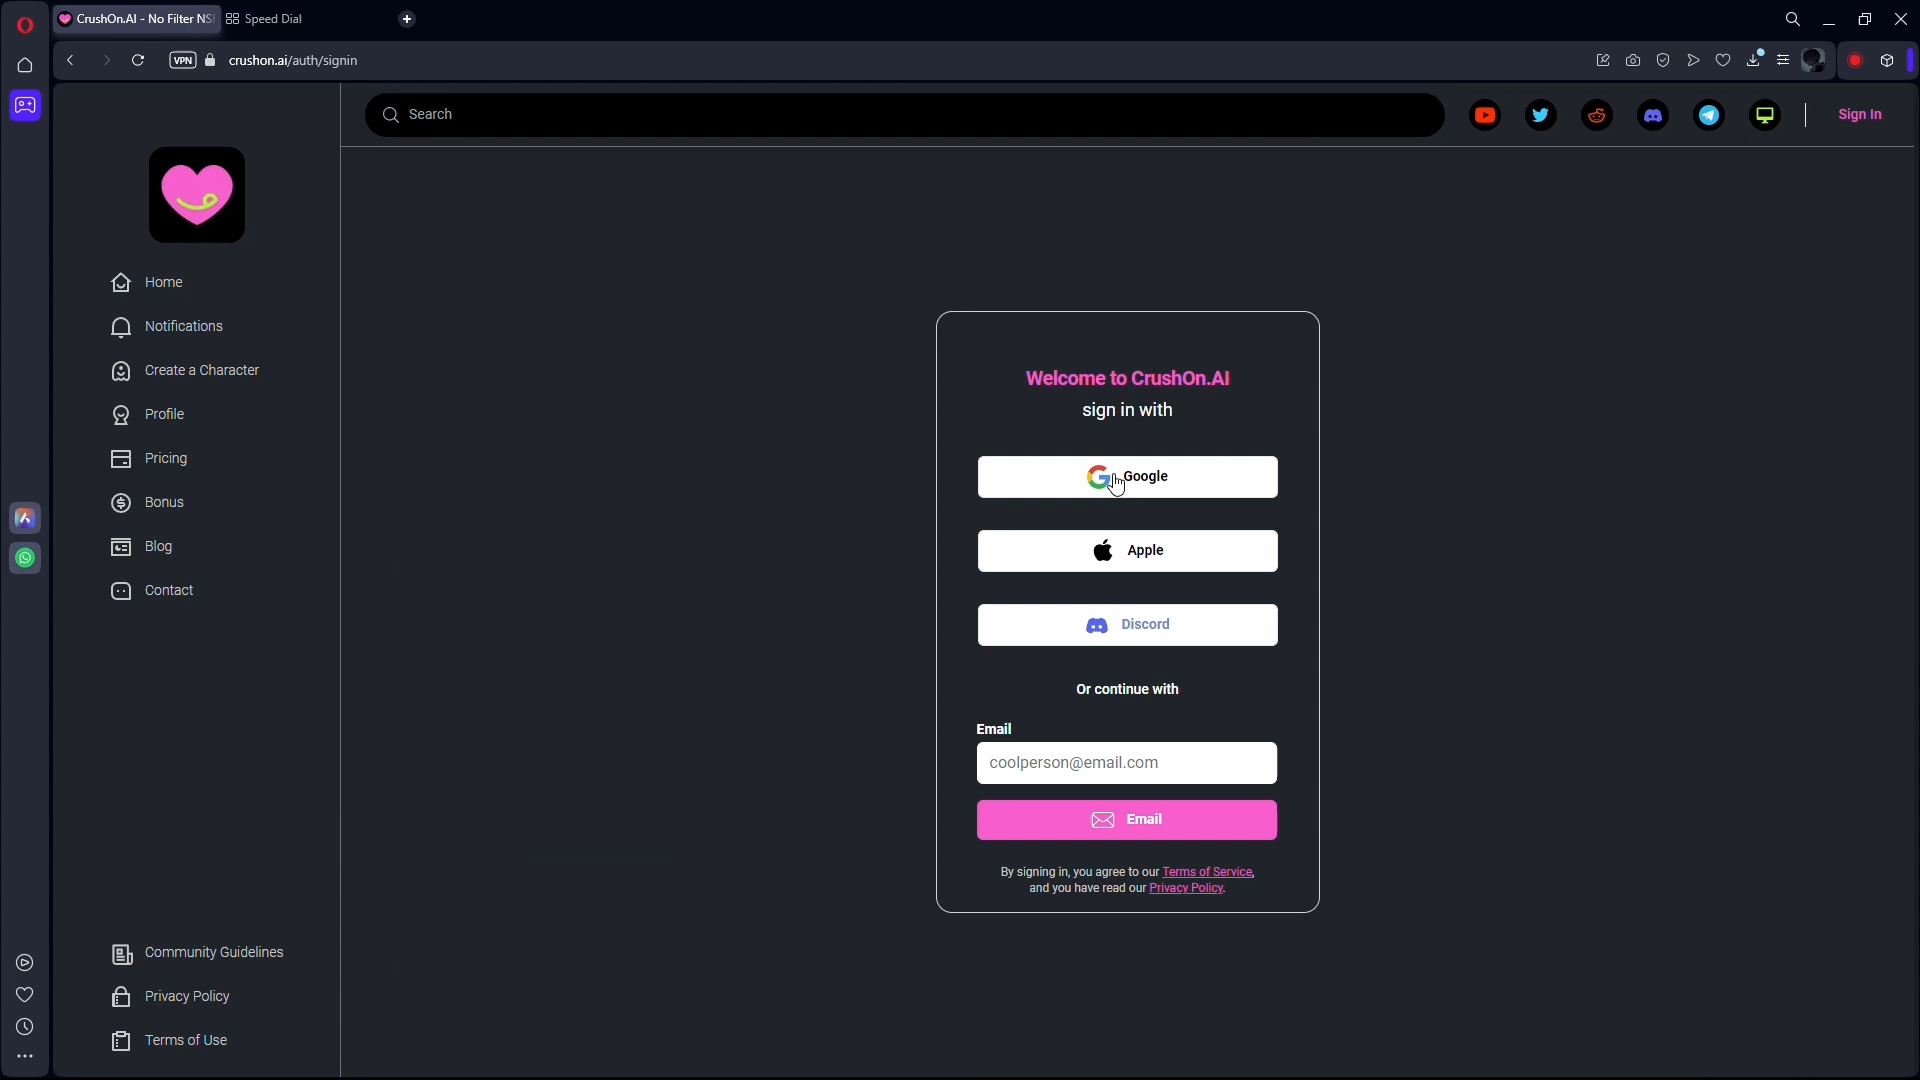 CrushOn.AI - No Filter NS
Speed Dial
VPN
crushon.ai/auth/signin
Search
Sign In
Home
Notifications
Create a Character
Profile
Pricing
Bonus
Blog
Contact
Welcome to CrushOn.AI
sign in with
Google
Apple
Discord
Or continue with
Email
coolperson@email.com
Email
By signing in, you agree to our Terms of Service,
and you have read our Privacy Policy.
Community Guidelines
Privacy Policy
Terms of Use